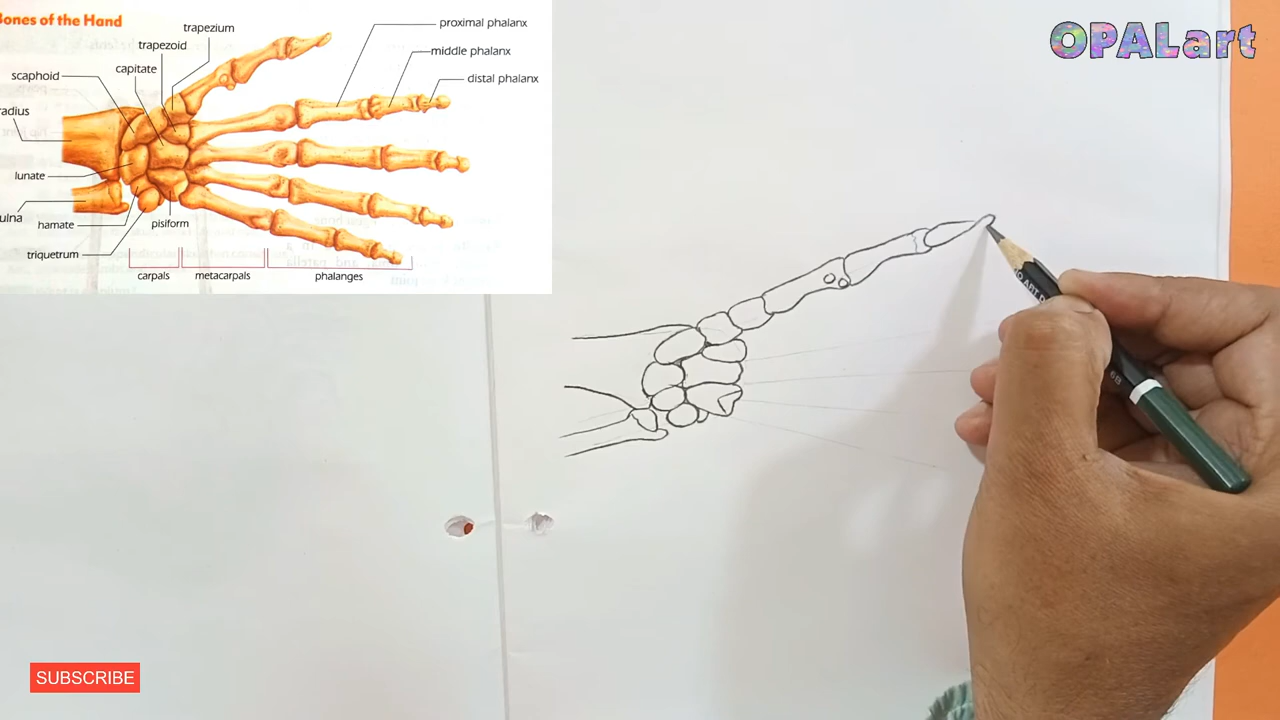 Bones of the Hand
trapezium
trapezoid
capitate
scaphoid
radius
lunate
ulna
hamate
triquetrum
pisiform
proximal phalanx
middle phalanx
distal phalanx
carpals
metacarpals
phalanges
OPALart
SUBSCRIBE
6B